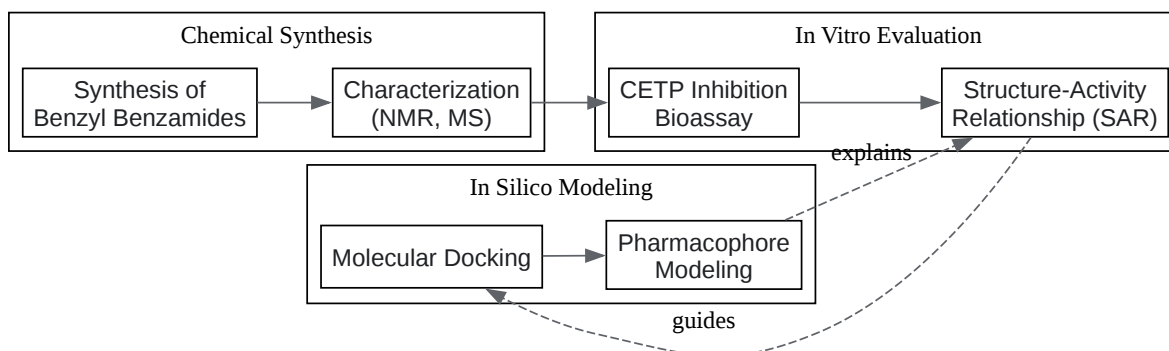 Chemical Synthesis
Synthesis of
Benzyl Benzamides
Characterization
(NMR, MS)
In Vitro Evaluation
CETP Inhibition
Bioassay
Structure-Activity
Relationship (SAR)
explains
In Silico Modeling
Molecular Docking
Pharmacophore
Modeling
guides